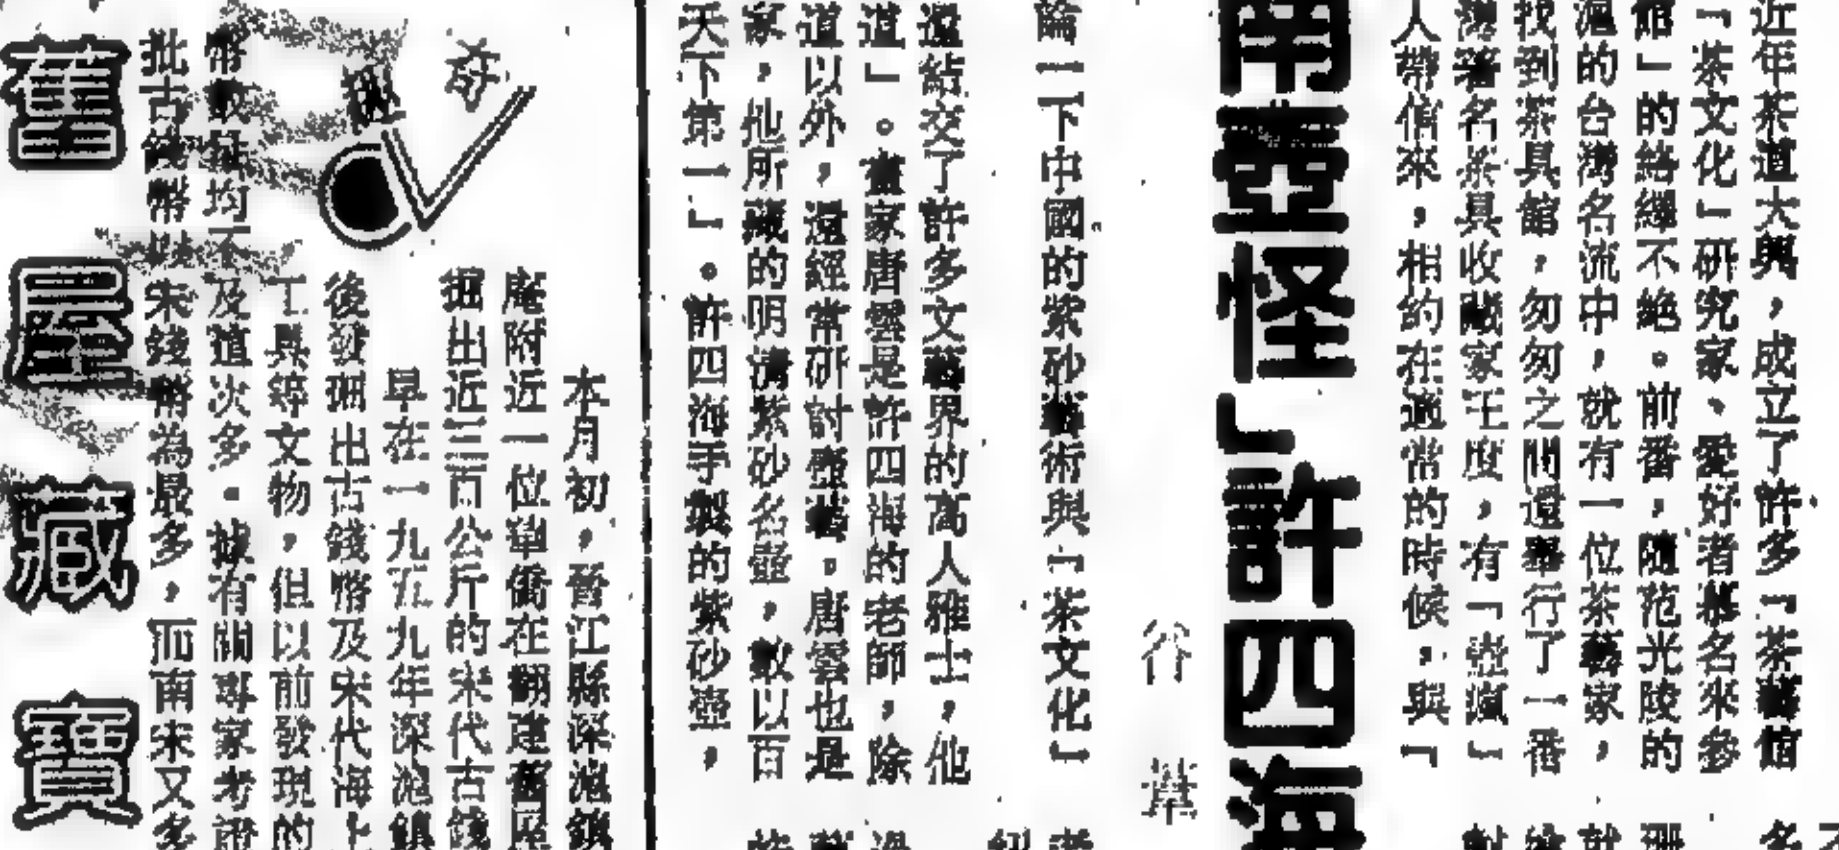 近年茶道大興，成立了許多「茶藝館
「茶文化」研究家、愛好者慕名來參
館」的絡繹不絶。前番，隨范光陵的
滬的台灣名流中，就有一位茶藝家，
找到茶具館，匆匆之間還舉行了一番
灣著名茶具收藏家王度，有「壺癲」
人帶信來，相約在適當的時候，與「
南壺怪」許四海
谷葦
論一下中國的紫砂藝術與「茶文化」
還結交了許多文藝界的高人雅士，他
道」。畫家唐雲是許四海的老師，除
道以外，還經常研討壺藝。唐雲也是
家，他所藏的明清紫砂名壺，數以百
天下第一」。許四海手製的紫砂壺，
舊屋藏寶
本月初，晉江縣深滬鎮
庵附近一位華僑在翻建舊屋
掘出近三百公斤的宋代古錢
早在一九五九年深滬鎮
後發掘出古錢幣及宋代海上
工具等文物，但以前發現的
幣數量均不及這次多。據有關專家考證
批古錢幣以宋錢幣為最多，而南宋又多